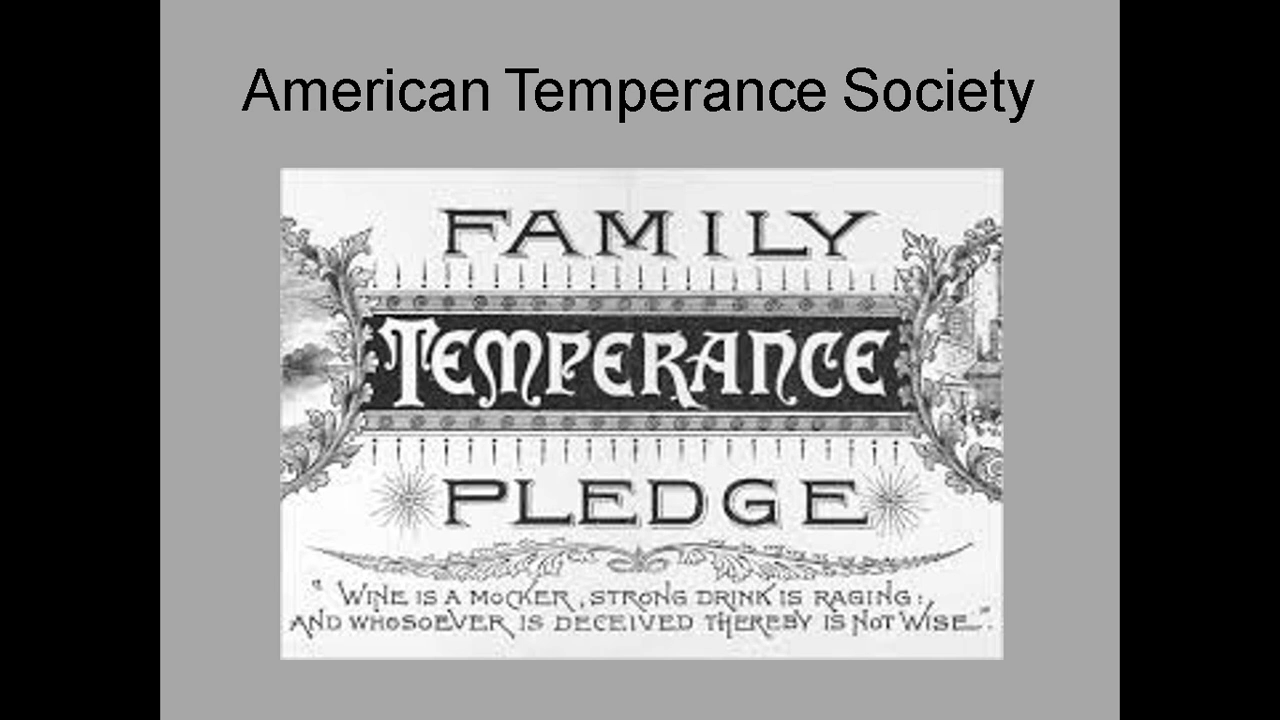 American Temperance Society
FAMILY
TEMPERANCE
PLEDGE
"WINE IS A MOCKER, STRONG DRINK IS RAGING:
AND WHOSOEVER IS DECEIVED THEREBY IS NOT WISE."